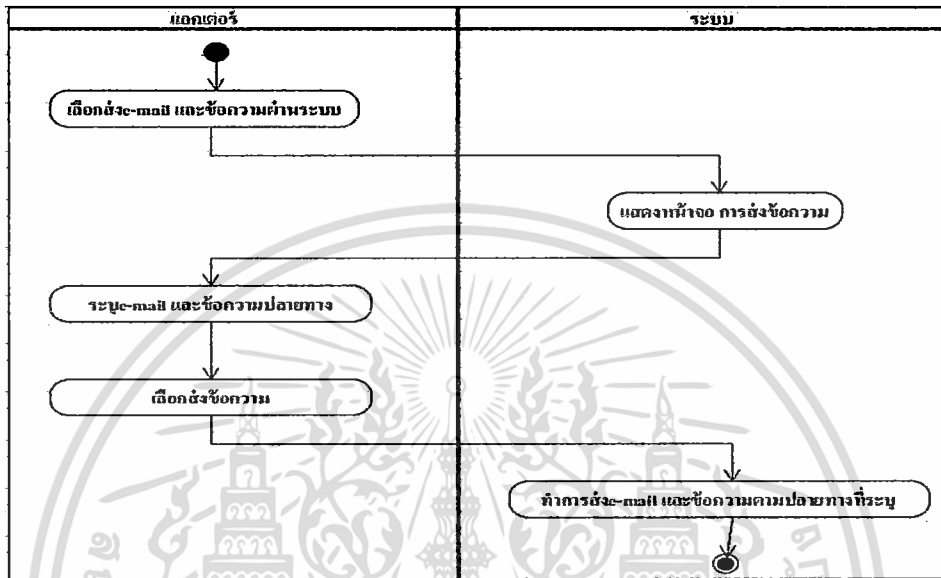 แอกเตอร์
ระบบ
เลือกส่งe-mail และข้อความผ่านระบบ
แสดงหน้าจอ การส่งข้อความ
ระบุe-mail และข้อความปลายทาง
เลือกส่งข้อความ
ทำการส่งe-mail และข้อความตามปลายทางที่ระบุ